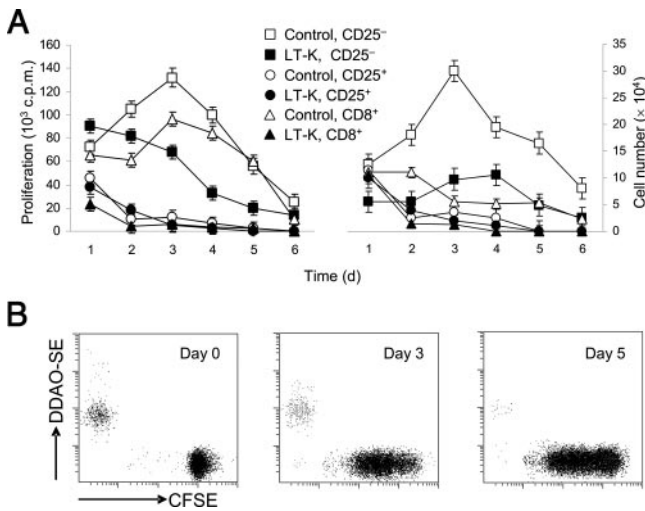 A
Proliferation (10³ c.p.m.)
160
140
120
100
80
60
40
20
0
1 2 3 4 5 6
Control, CD25⁻
LT-K, CD25⁻
Control, CD25⁺
LT-K, CD25⁺
Control, CD8⁺
LT-K, CD8⁺
35
30
25
20
15
10
5
0
Cell number (× 10⁴)
1 2 3 4 5 6
Time (d)
B
DDAO-SE
Day 0
Day 3
Day 5
CFSE